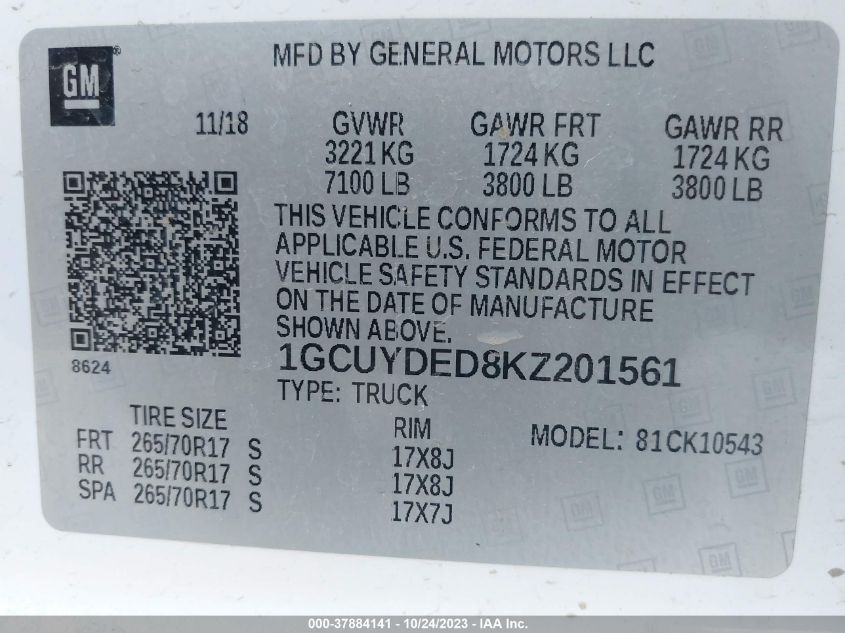 GM®
MFD BY GENERAL MOTORS LLC
11/18 GVWR GAWR FRT GAWR RR
3221 KG 1724 KG 1724 KG
7100 LB 3800 LB 3800 LB
THIS VEHICLE CONFORMS TO ALL
APPLICABLE U.S. FEDERAL MOTOR
VEHICLE SAFETY STANDARDS IN EFFECT
ON THE DATE OF MANUFACTURE
SHOWN ABOVE.
8624
1GCUYDED8KZ201561
TYPE: TRUCK
TIRE SIZE RIM MODEL: 81CK10543
FRT 265/70R17 S 17X8J
RR 265/70R17 S 17X8J
SPA 265/70R17 S 17X7J
000-37884141 - 10/24/2023 - IAA Inc.